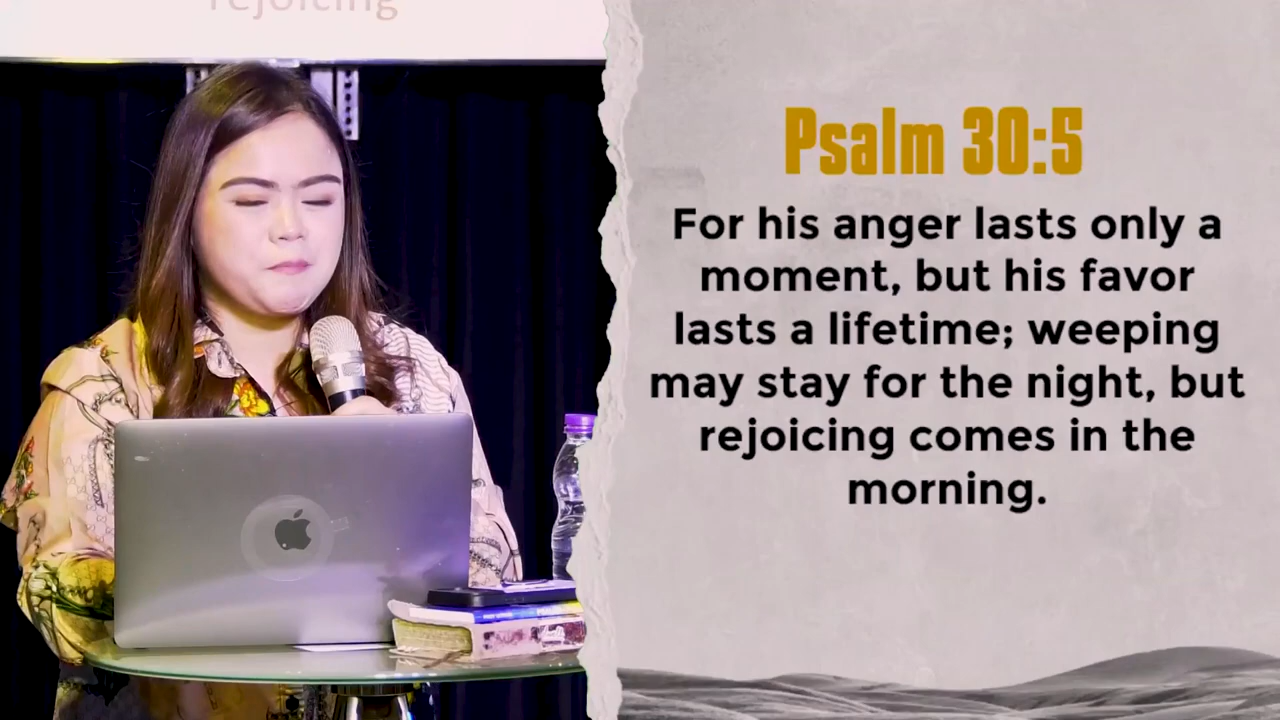 rejoicing
Psalm 30:5
For his anger lasts only a
moment, but his favor
lasts a lifetime; weeping
may stay for the night, but
rejoicing comes in the
morning.